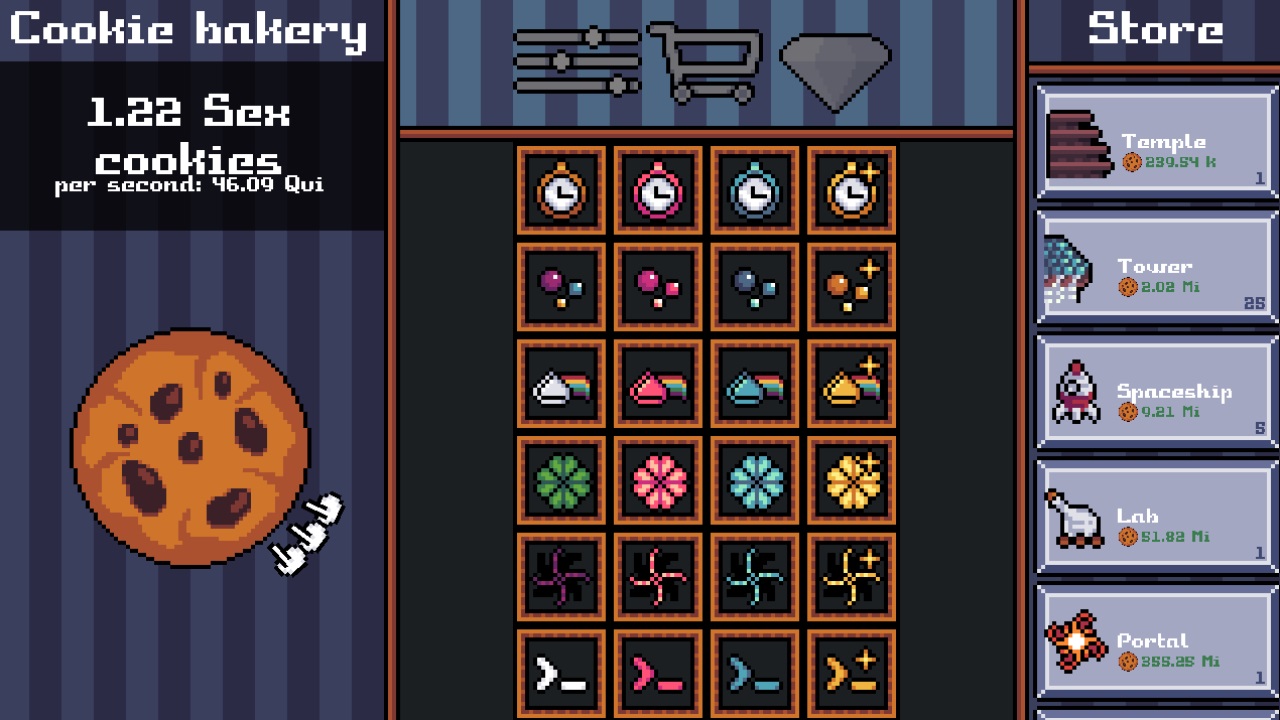 Cookie bakery
1.22 Sex
cookies
per second: 46.09 Qui
Store
Temple
239.54 k
1
Tower
2.02 Mi
25
Spaceship
9.21 Mi
5
Lab
51.82 Mi
1
Portal
355.25 Mi
1